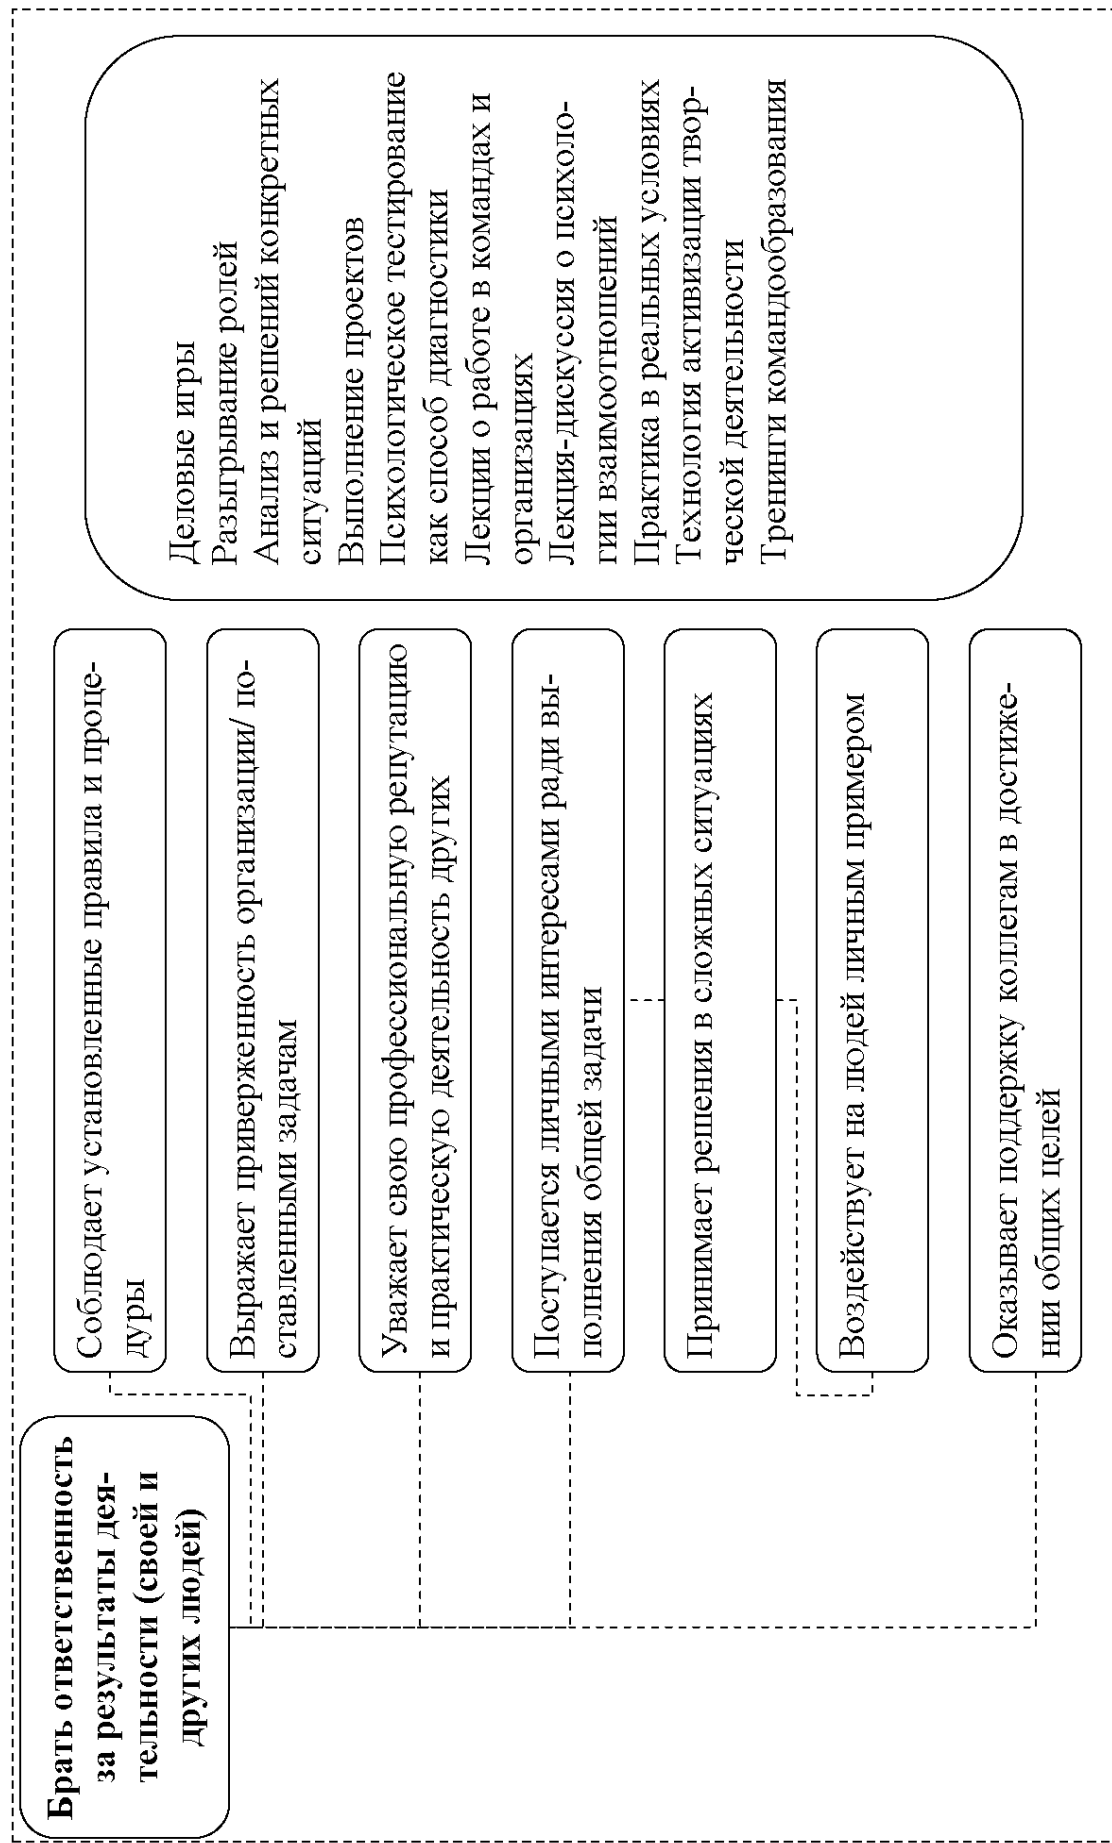 Брать ответственность
за результаты дея-
тельности (своей и
других людей)
Соблюдает установленные правила и проце-
дуры
Выражает приверженность организации/ по-
ставленными задачам
Уважает свою профессиональную репутацию
и практическую деятельность других
Поступается личными интересами ради вы-
полнения общей задачи
Принимает решения в сложных ситуациях
Воздействует на людей личным примером
Оказывает поддержку коллегам в достиже-
нии общих целей
Деловые игры
Разыгрывание ролей
Анализ и решений конкретных
ситуаций
Выполнение проектов
Психологическое тестирование
как способ диагностики
Лекции о работе в командах и
организациях
Лекция-дискуссия о психоло-
гии взаимоотношений
Практика в реальных условиях
Технология активизации твор-
ческой деятельности
Тренинги командообразования